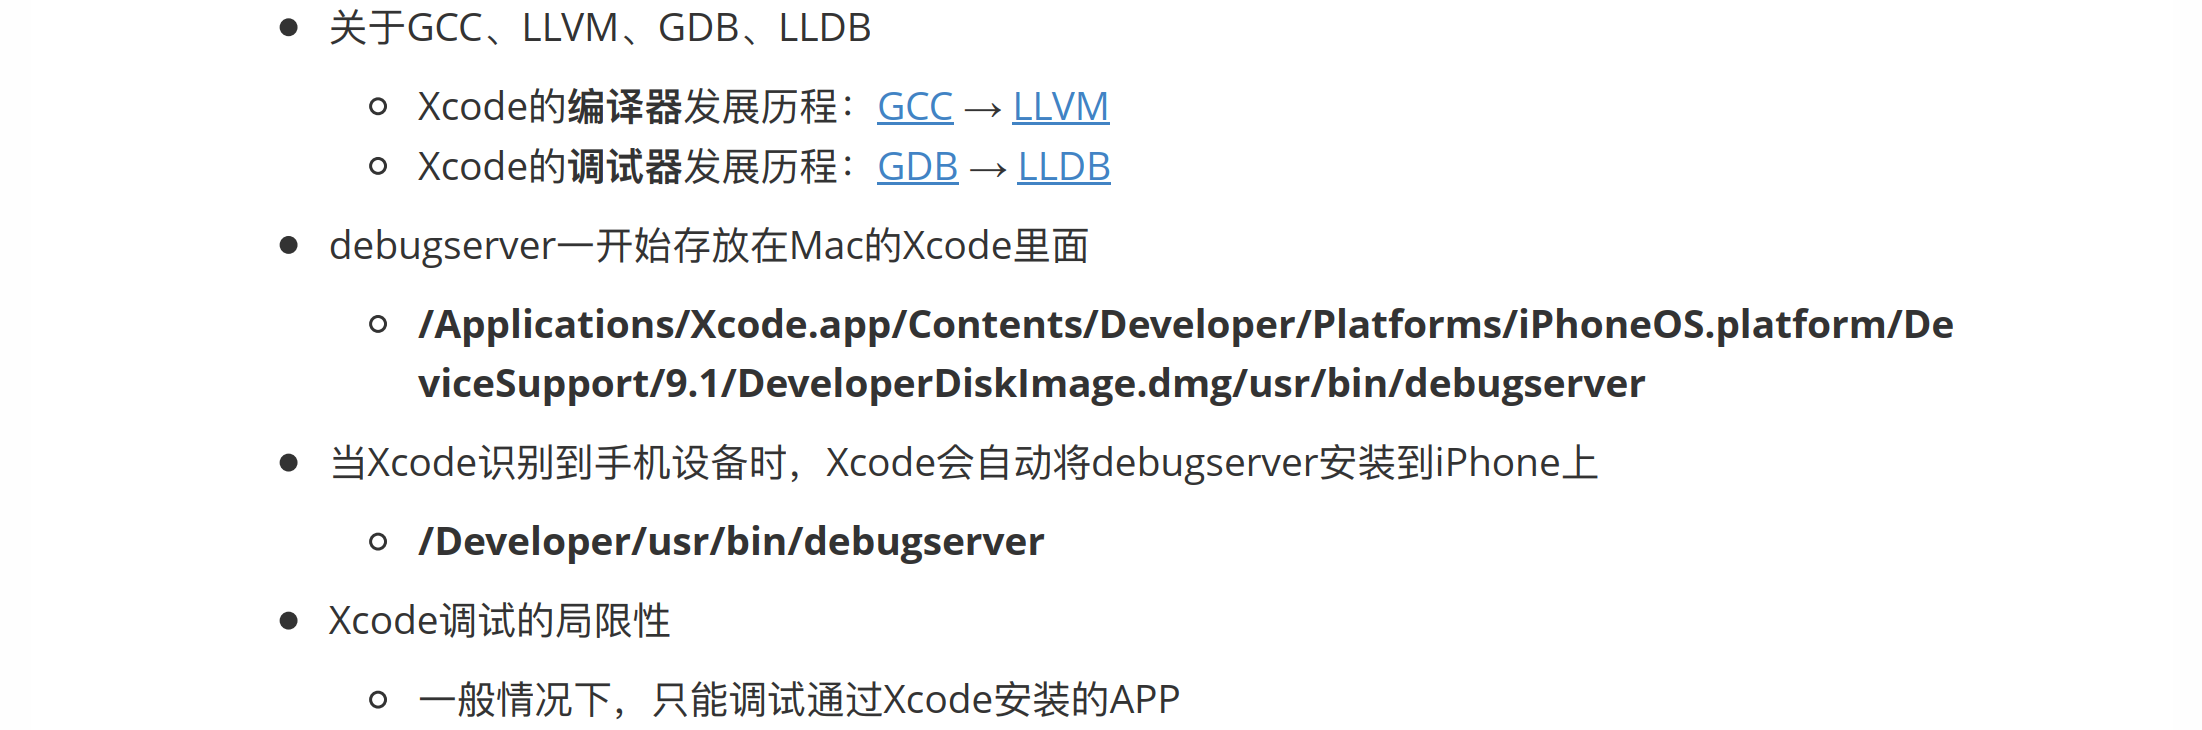 关于GCC、LLVM、GDB、LLDB
Xcode的编译器发展历程：GCC → LLVM
Xcode的调试器发展历程：GDB → LLDB
debugserver一开始存放在Mac的Xcode里面
/Applications/Xcode.app/Contents/Developer/Platforms/iPhoneOS.platform/De
viceSupport/9.1/DeveloperDiskImage.dmg/usr/bin/debugserver
当Xcode识别到手机设备时，Xcode会自动将debugserver安装到iPhone上
/Developer/usr/bin/debugserver
Xcode调试的局限性
一般情况下，只能调试通过Xcode安装的APP